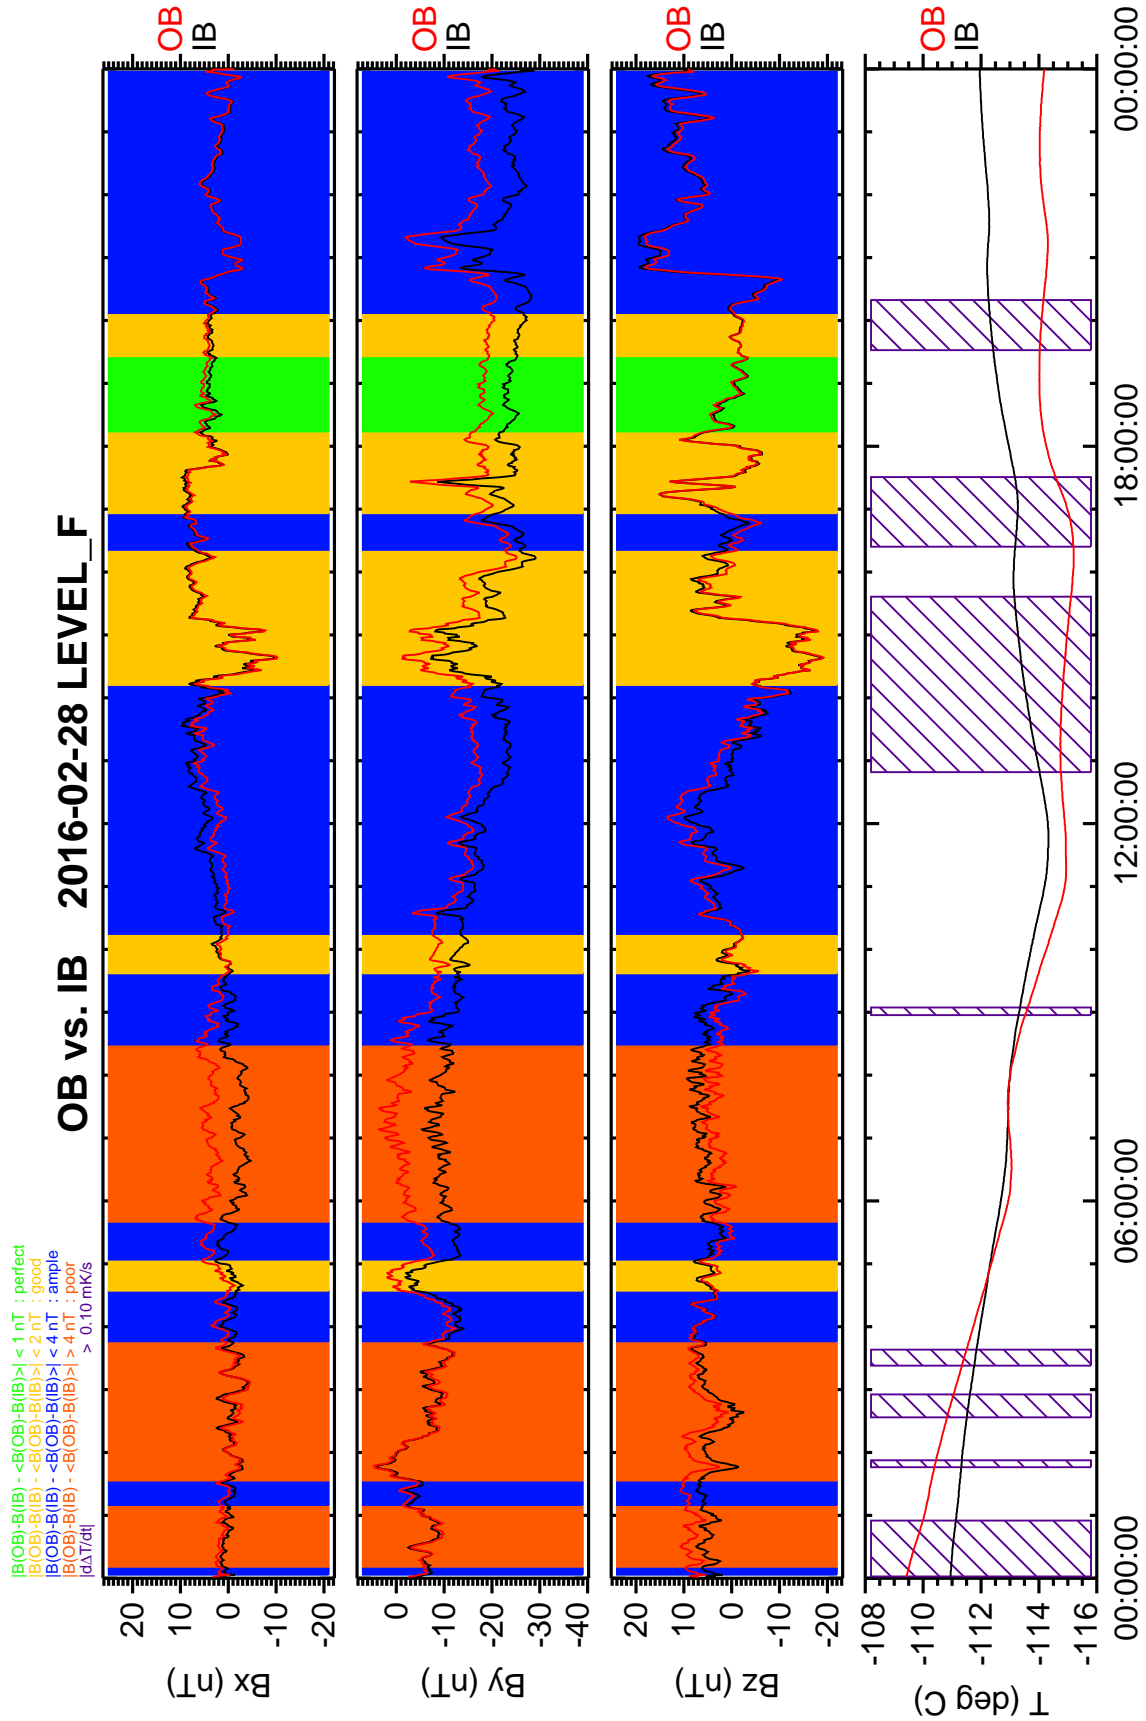 OB vs. IB 2016-02-28 LEVEL_F
|B(OB)-B(IB) - <B(OB)-B(IB)>| < 1 nT : perfect
|B(OB)-B(IB) - <B(OB)-B(IB)>| < 2 nT : good
|B(OB)-B(IB) - <B(OB)-B(IB)>| < 4 nT : ample
|B(OB)-B(IB) - <B(OB)-B(IB)>| > 4 nT : poor
|dΔT/dt| > 0.10 mK/s
Bx (nT)
20
10
0
-10
-20
OB
IB
By (nT)
0
-10
-20
-30
-40
OB
IB
Bz (nT)
20
10
0
-10
-20
OB
IB
T (deg C)
-108
-110
-112
-114
-116
OB
IB
00:00:00 06:00:00 12:00:00 18:00:00 00:00:00